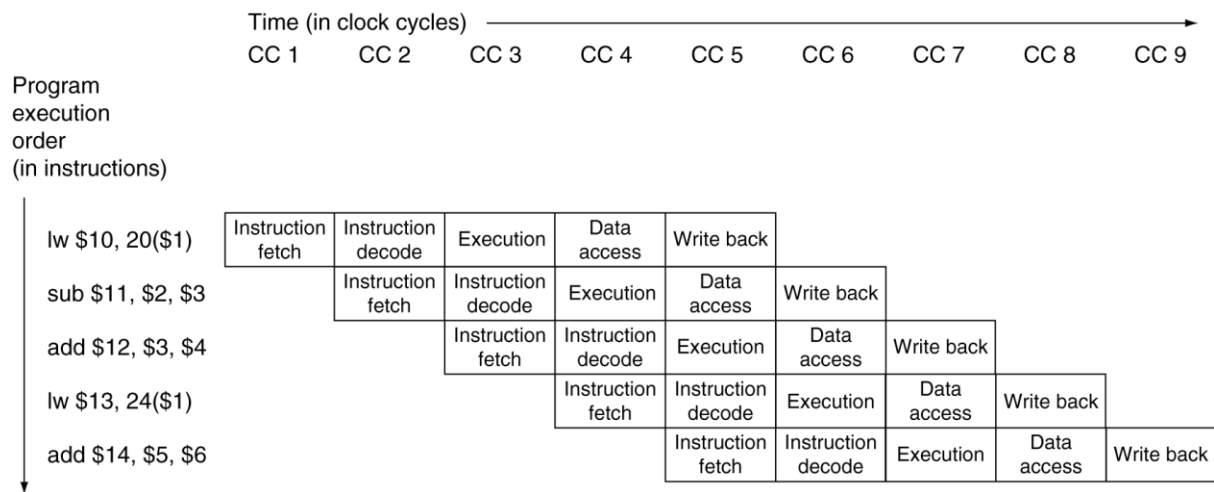 Time (in clock cycles)
CC 1 CC 2 CC 3 CC 4 CC 5 CC 6 CC 7 CC 8 CC 9
Program
execution
order
(in instructions)
lw $10, 20($1) Instruction fetch Instruction decode Execution Data access Write back
sub $11, $2, $3 Instruction fetch Instruction decode Execution Data access Write back
add $12, $3, $4 Instruction fetch Instruction decode Execution Data access Write back
lw $13, 24($1) Instruction fetch Instruction decode Execution Data access Write back
add $14, $5, $6 Instruction fetch Instruction decode Execution Data access Write back